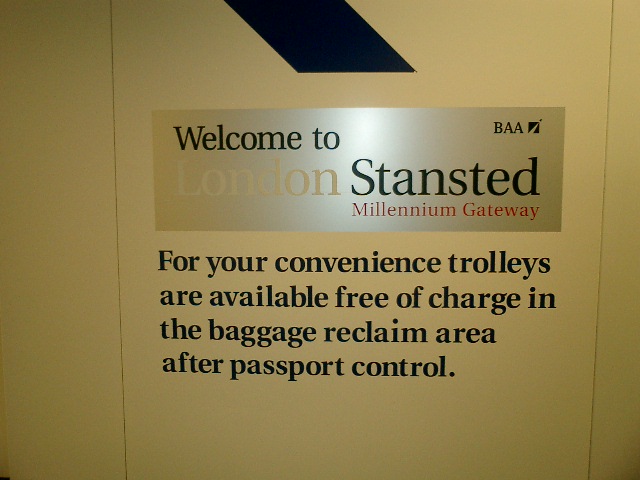 Welcome to
BAA
London Stansted
Millennium Gateway
For your convenience trolleys
are available free of charge in
the baggage reclaim area
after passport control.